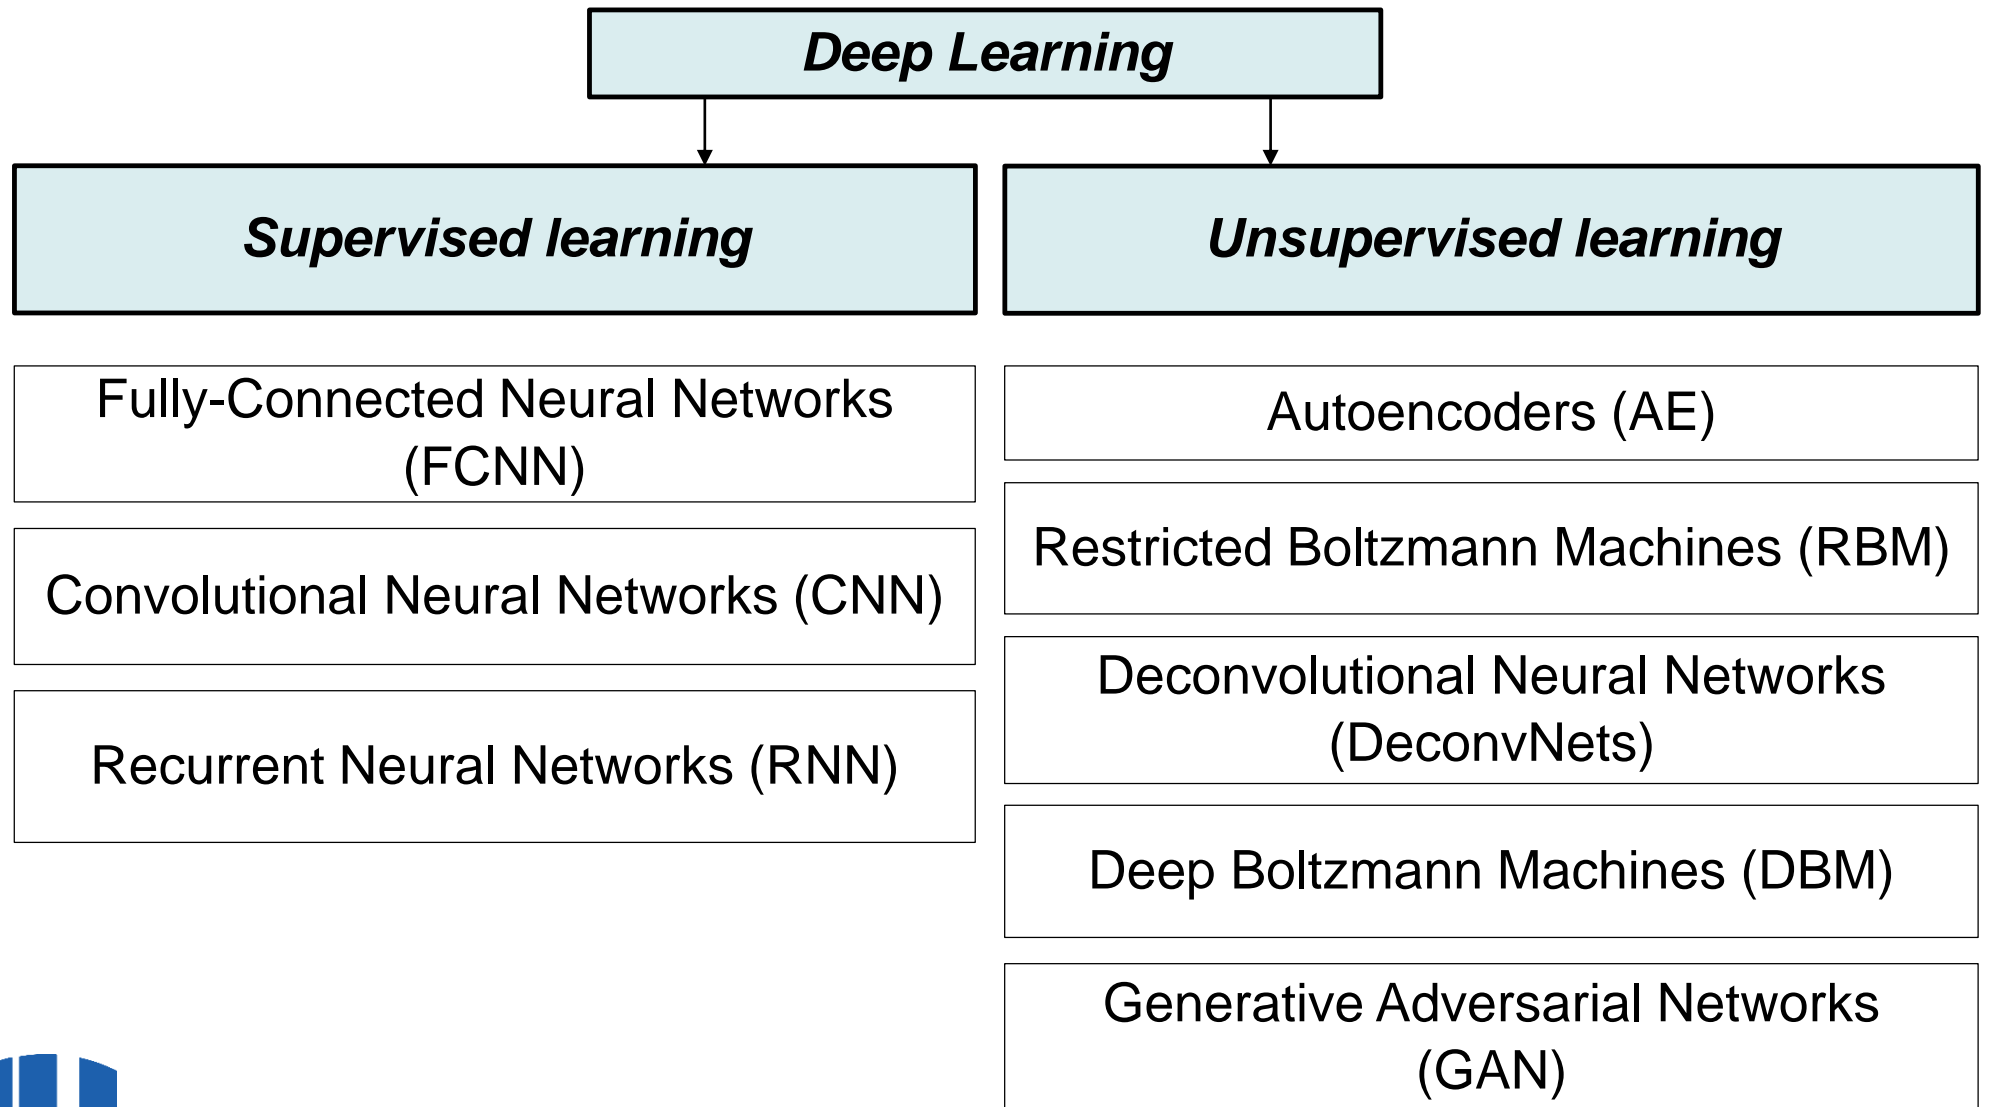 Deep Learning
Supervised learning
Unsupervised learning
Fully-Connected Neural Networks
(FCNN)
Convolutional Neural Networks (CNN)
Recurrent Neural Networks (RNN)
Autoencoders (AE)
Restricted Boltzmann Machines (RBM)
Deconvolutional Neural Networks
(DeconvNets)
Deep Boltzmann Machines (DBM)
Generative Adversarial Networks
(GAN)